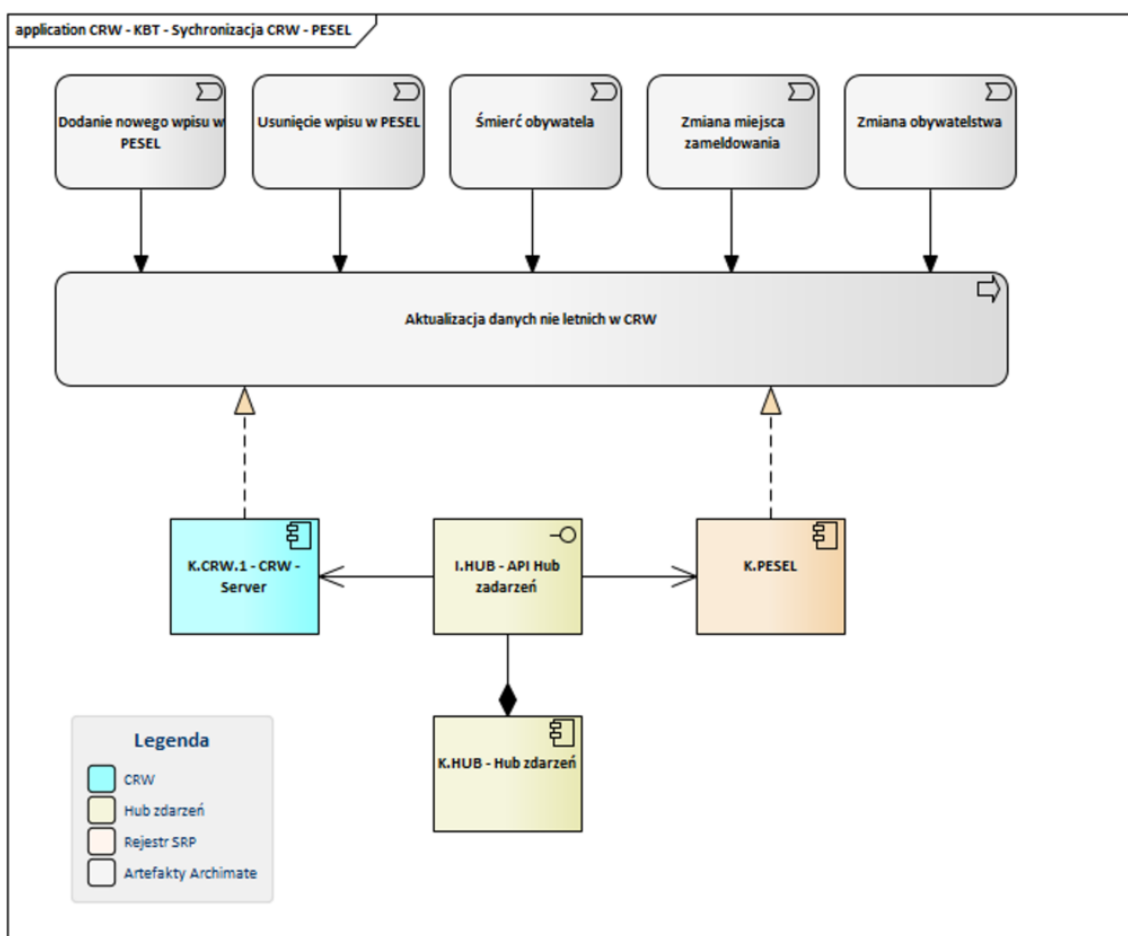 application CRW - KBT - Sychronizacja CRW - PESEL
Dodanie nowego wpisu w
PESEL
Usunięcie wpisu w PESEL
Śmierć obywatela
Zmiana miejsca
zameldowania
Zmiana obywatelstwa
Aktualizacja danych nie letnich w CRW
K.CRW.1 - CRW -
Server
I.HUB - API Hub
zadarzeń
K.PESEL
K.HUB - Hub zdarzeń
Legenda
CRW
Hub zdarzeń
Rejestr SRP
Artefakty Archimate